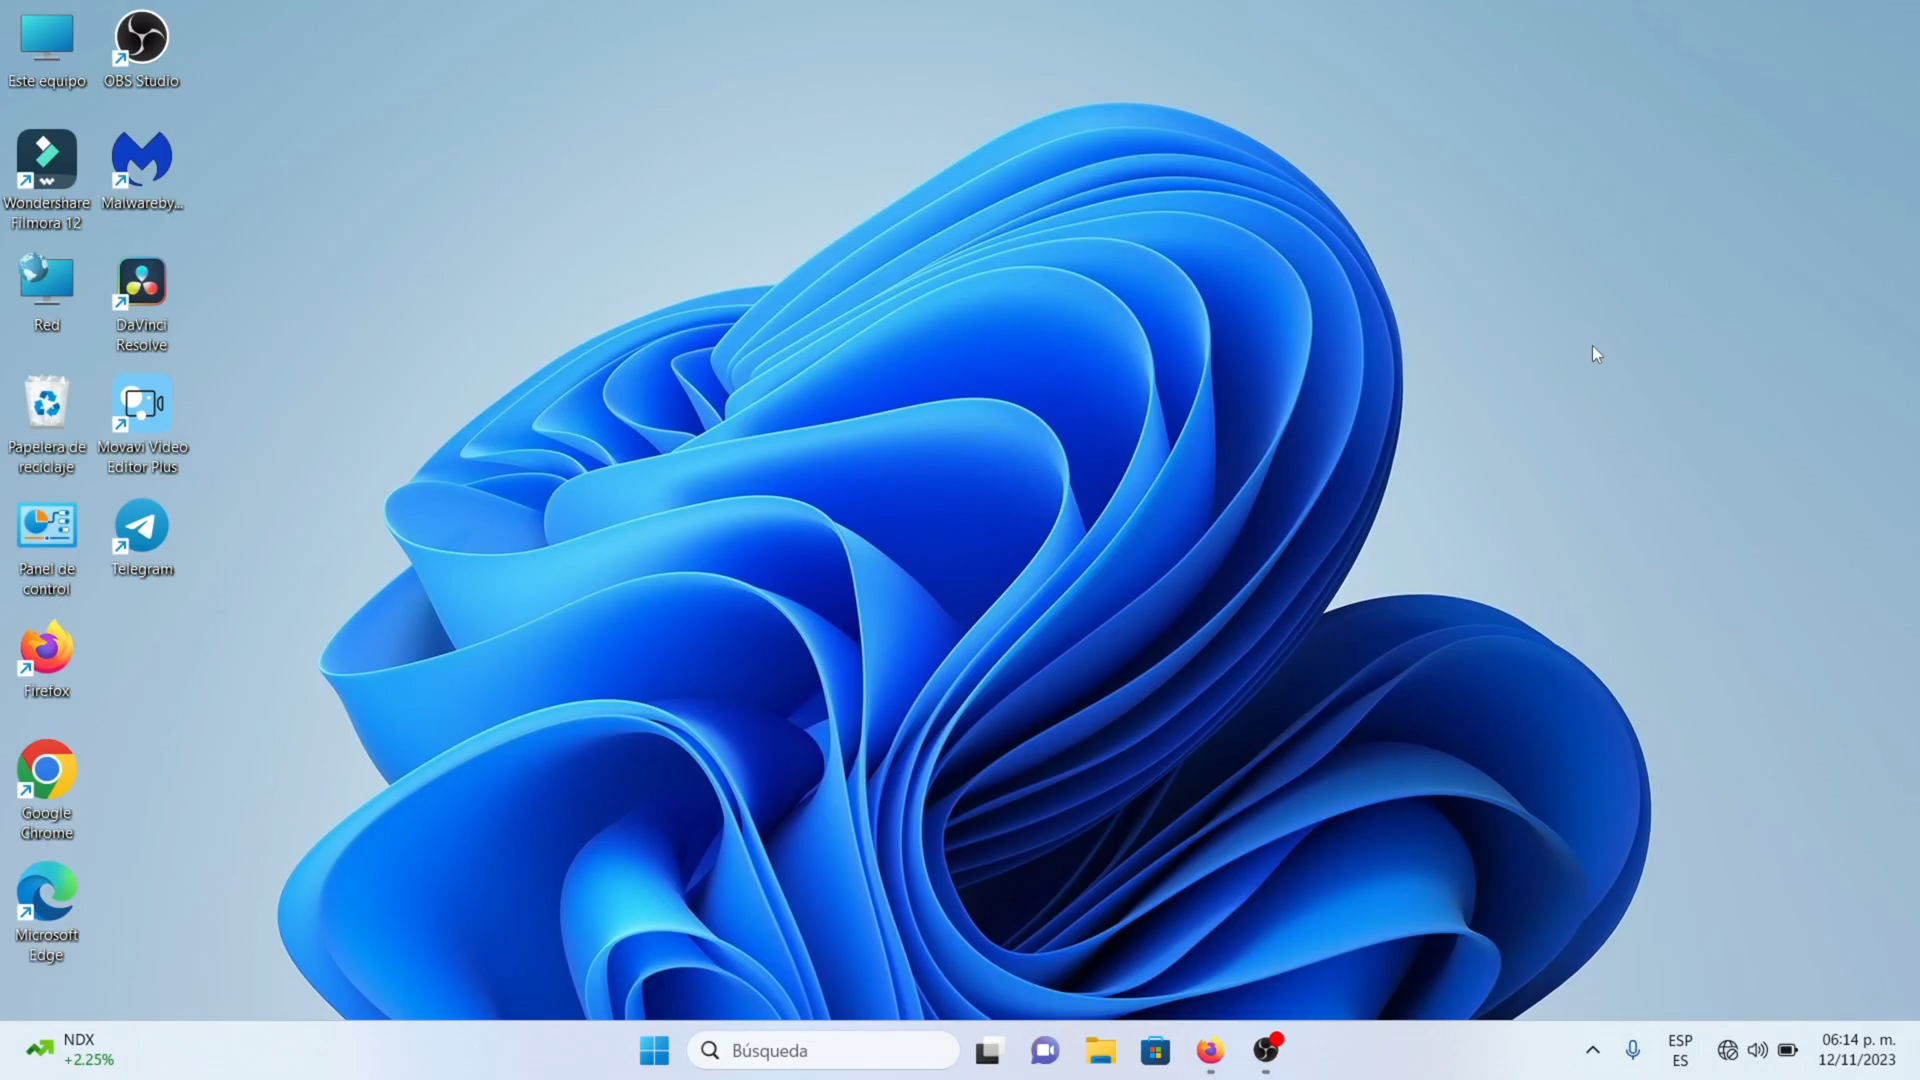 Este equipo
OBS Studio
Wondershare
Filmora 12
Malwareby...
Red
DaVinci
Resolve
Papelera de
reciclaje
Movavi Video
Editor Plus
Panel de
control
Telegram
Firefox
Google
Chrome
Microsoft
Edge
NDX
+2.25%
Búsqueda
ESP
ES
06:14 p. m.
12/11/2023